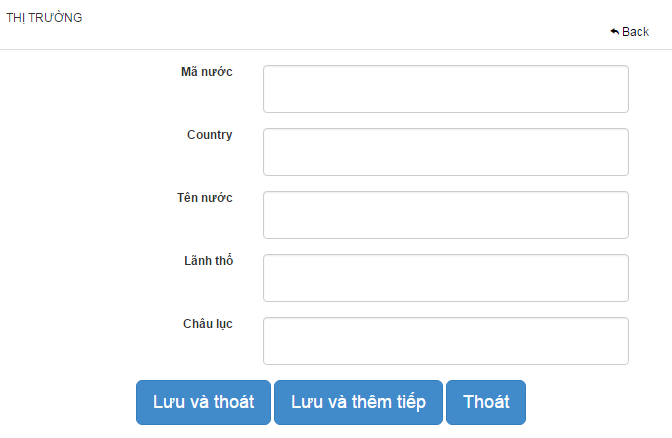 THỊ TRƯỜNG
Back
Mã nước
Country
Tên nước
Lãnh thổ
Châu lục
Lưu và thoát Lưu và thêm tiếp Thoát